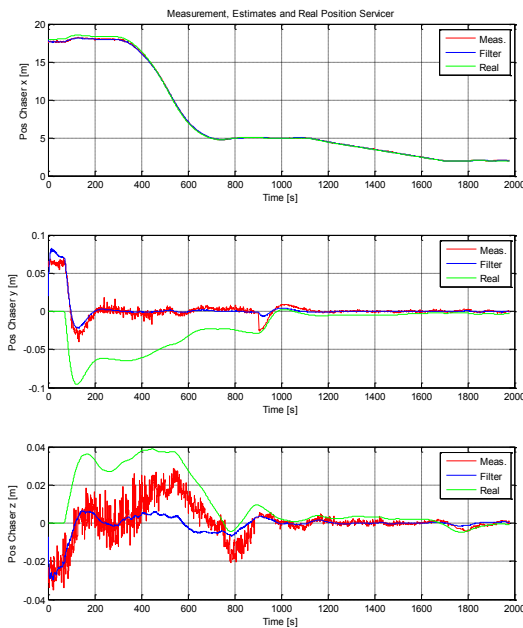 Measurement, Estimates and Real Position Servicer
20
15
10
5
0
Pos Chaser x [m]
0 200 400 600 800 1000 1200 1400 1600 1800 2000
Time [s]
Meas.
Filter
Real
0.1
0.05
0
-0.05
-0.1
Pos Chaser y [m]
0 200 400 600 800 1000 1200 1400 1600 1800 2000
Time [s]
Meas.
Filter
Real
0.04
0.02
0
-0.02
-0.04
Pos Chaser z [m]
0 200 400 600 800 1000 1200 1400 1600 1800 2000
Time [s]
Meas.
Filter
Real